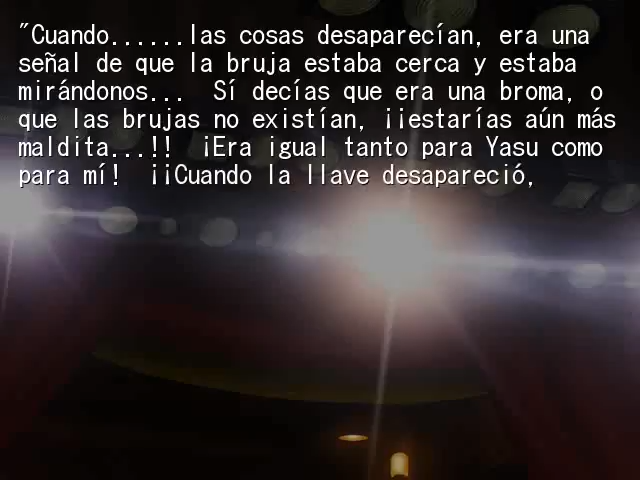 "Cuando......las cosas desaparecían, era una
señal de que la bruja estaba cerca y estaba
mirándonos...  Sí decías que era una broma, o
que las brujas no existían, ¡¡estarías aún más
maldita...!!  ¡Era igual tanto para Yasu como
para mí!  ¡¡Cuando la llave desapareció,